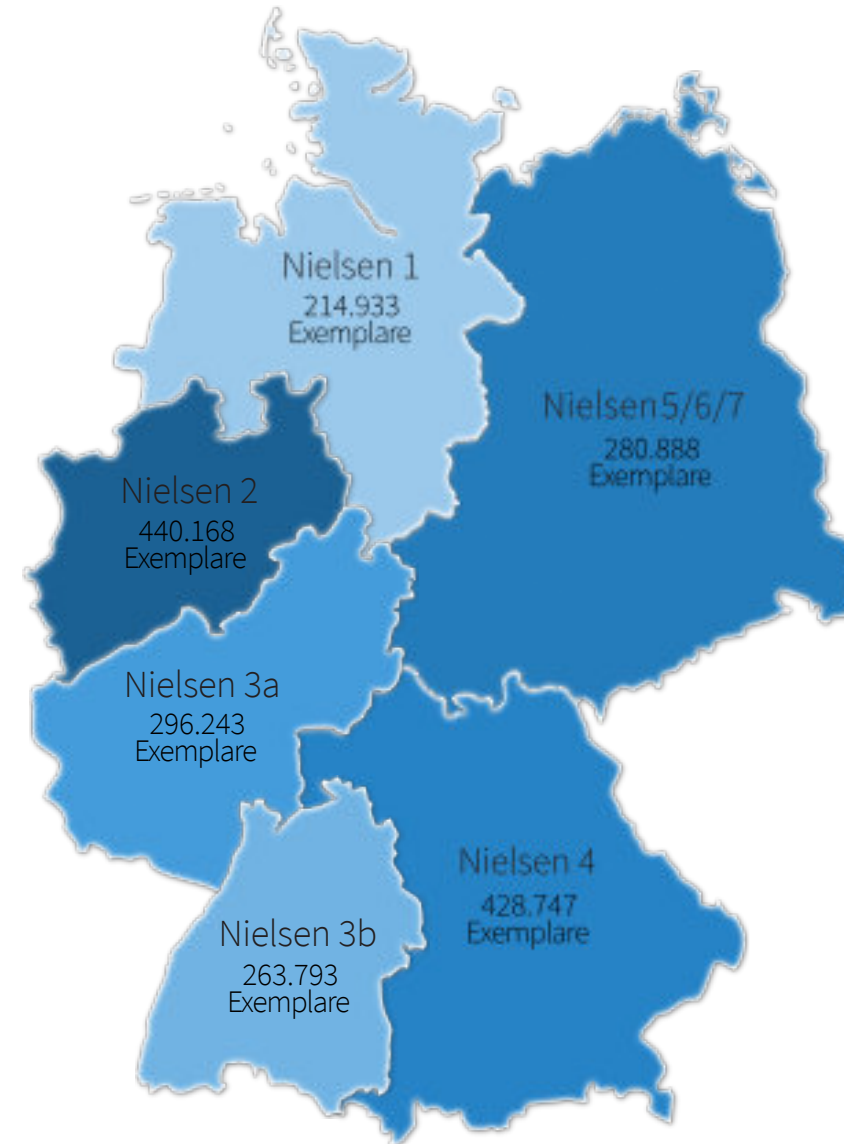 Nielsen 1
214.933
Exemplare
Nielsen 5/6/7
280.888
Exemplare
Nielsen 2
440.168
Exemplare
Nielsen 3a
296.243
Exemplare
Nielsen 4
428.747
Exemplare
Nielsen 3b
263.793
Exemplare